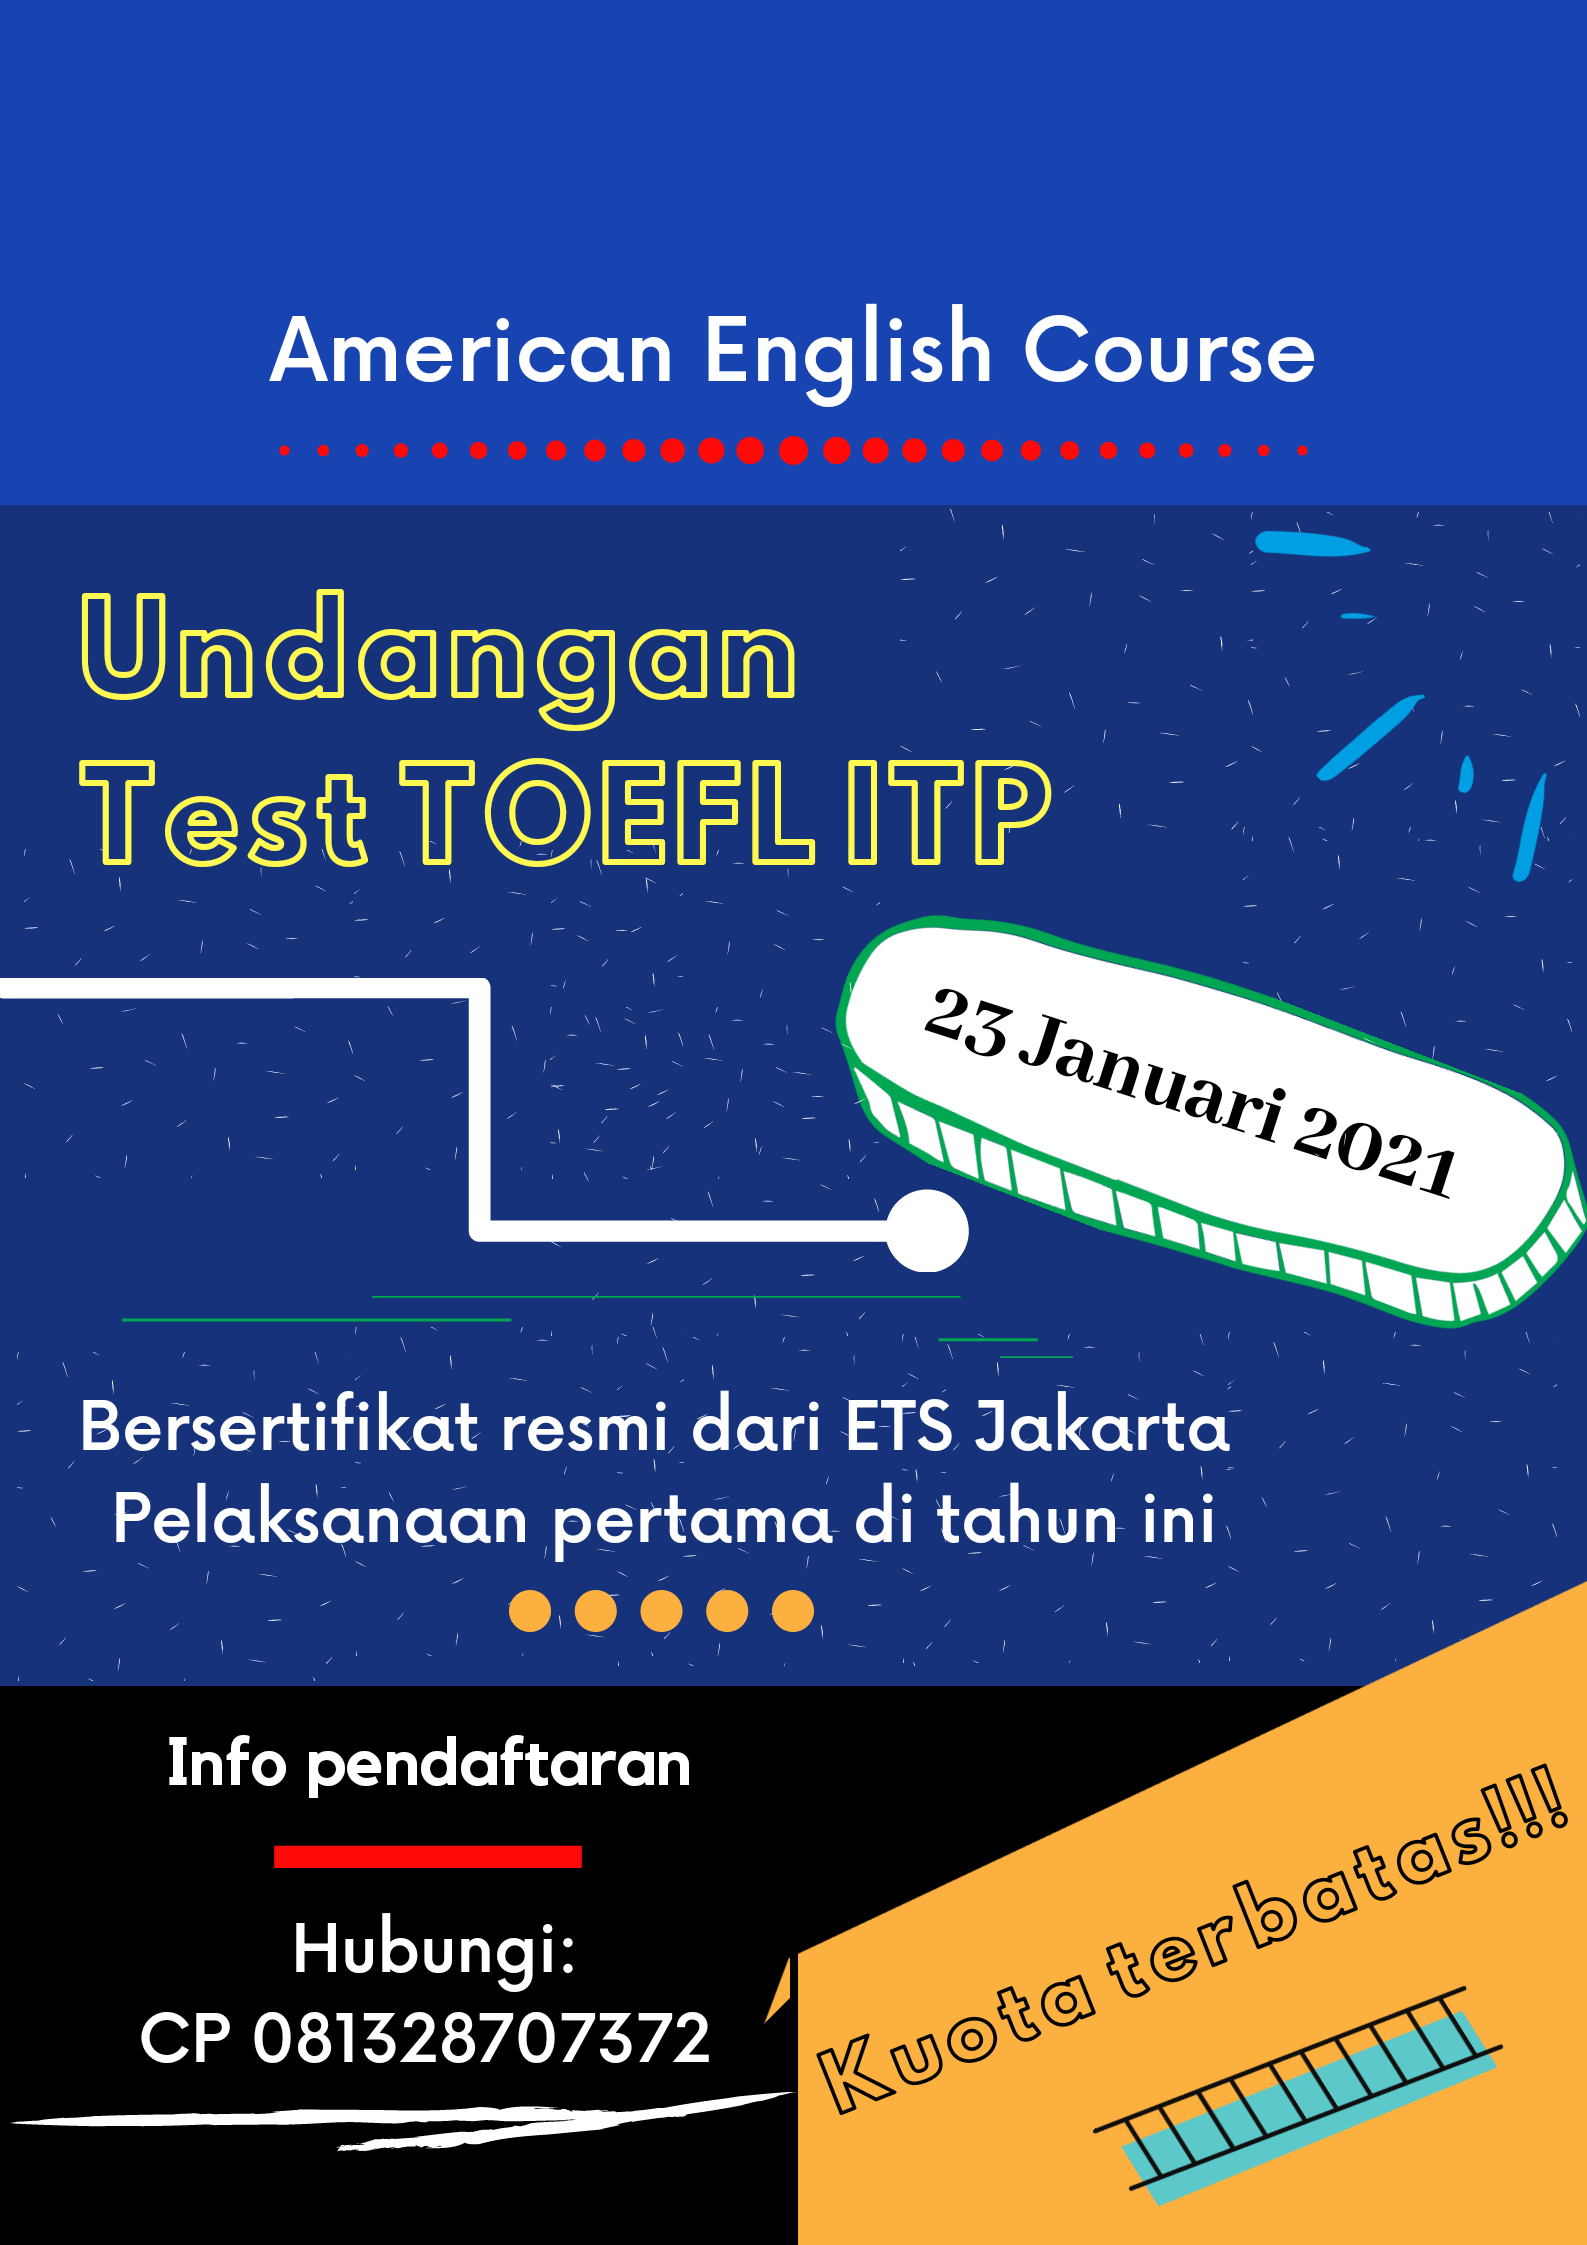 American English Course
Undangan
Test TOEFL ITP
23 Januari 2021
Bersertifikat resmi dari ETS Jakarta
Pelaksanaan pertama di tahun ini
Info pendaftaran
Hubungi:
CP 081328707372
Kuota terbatas!!!